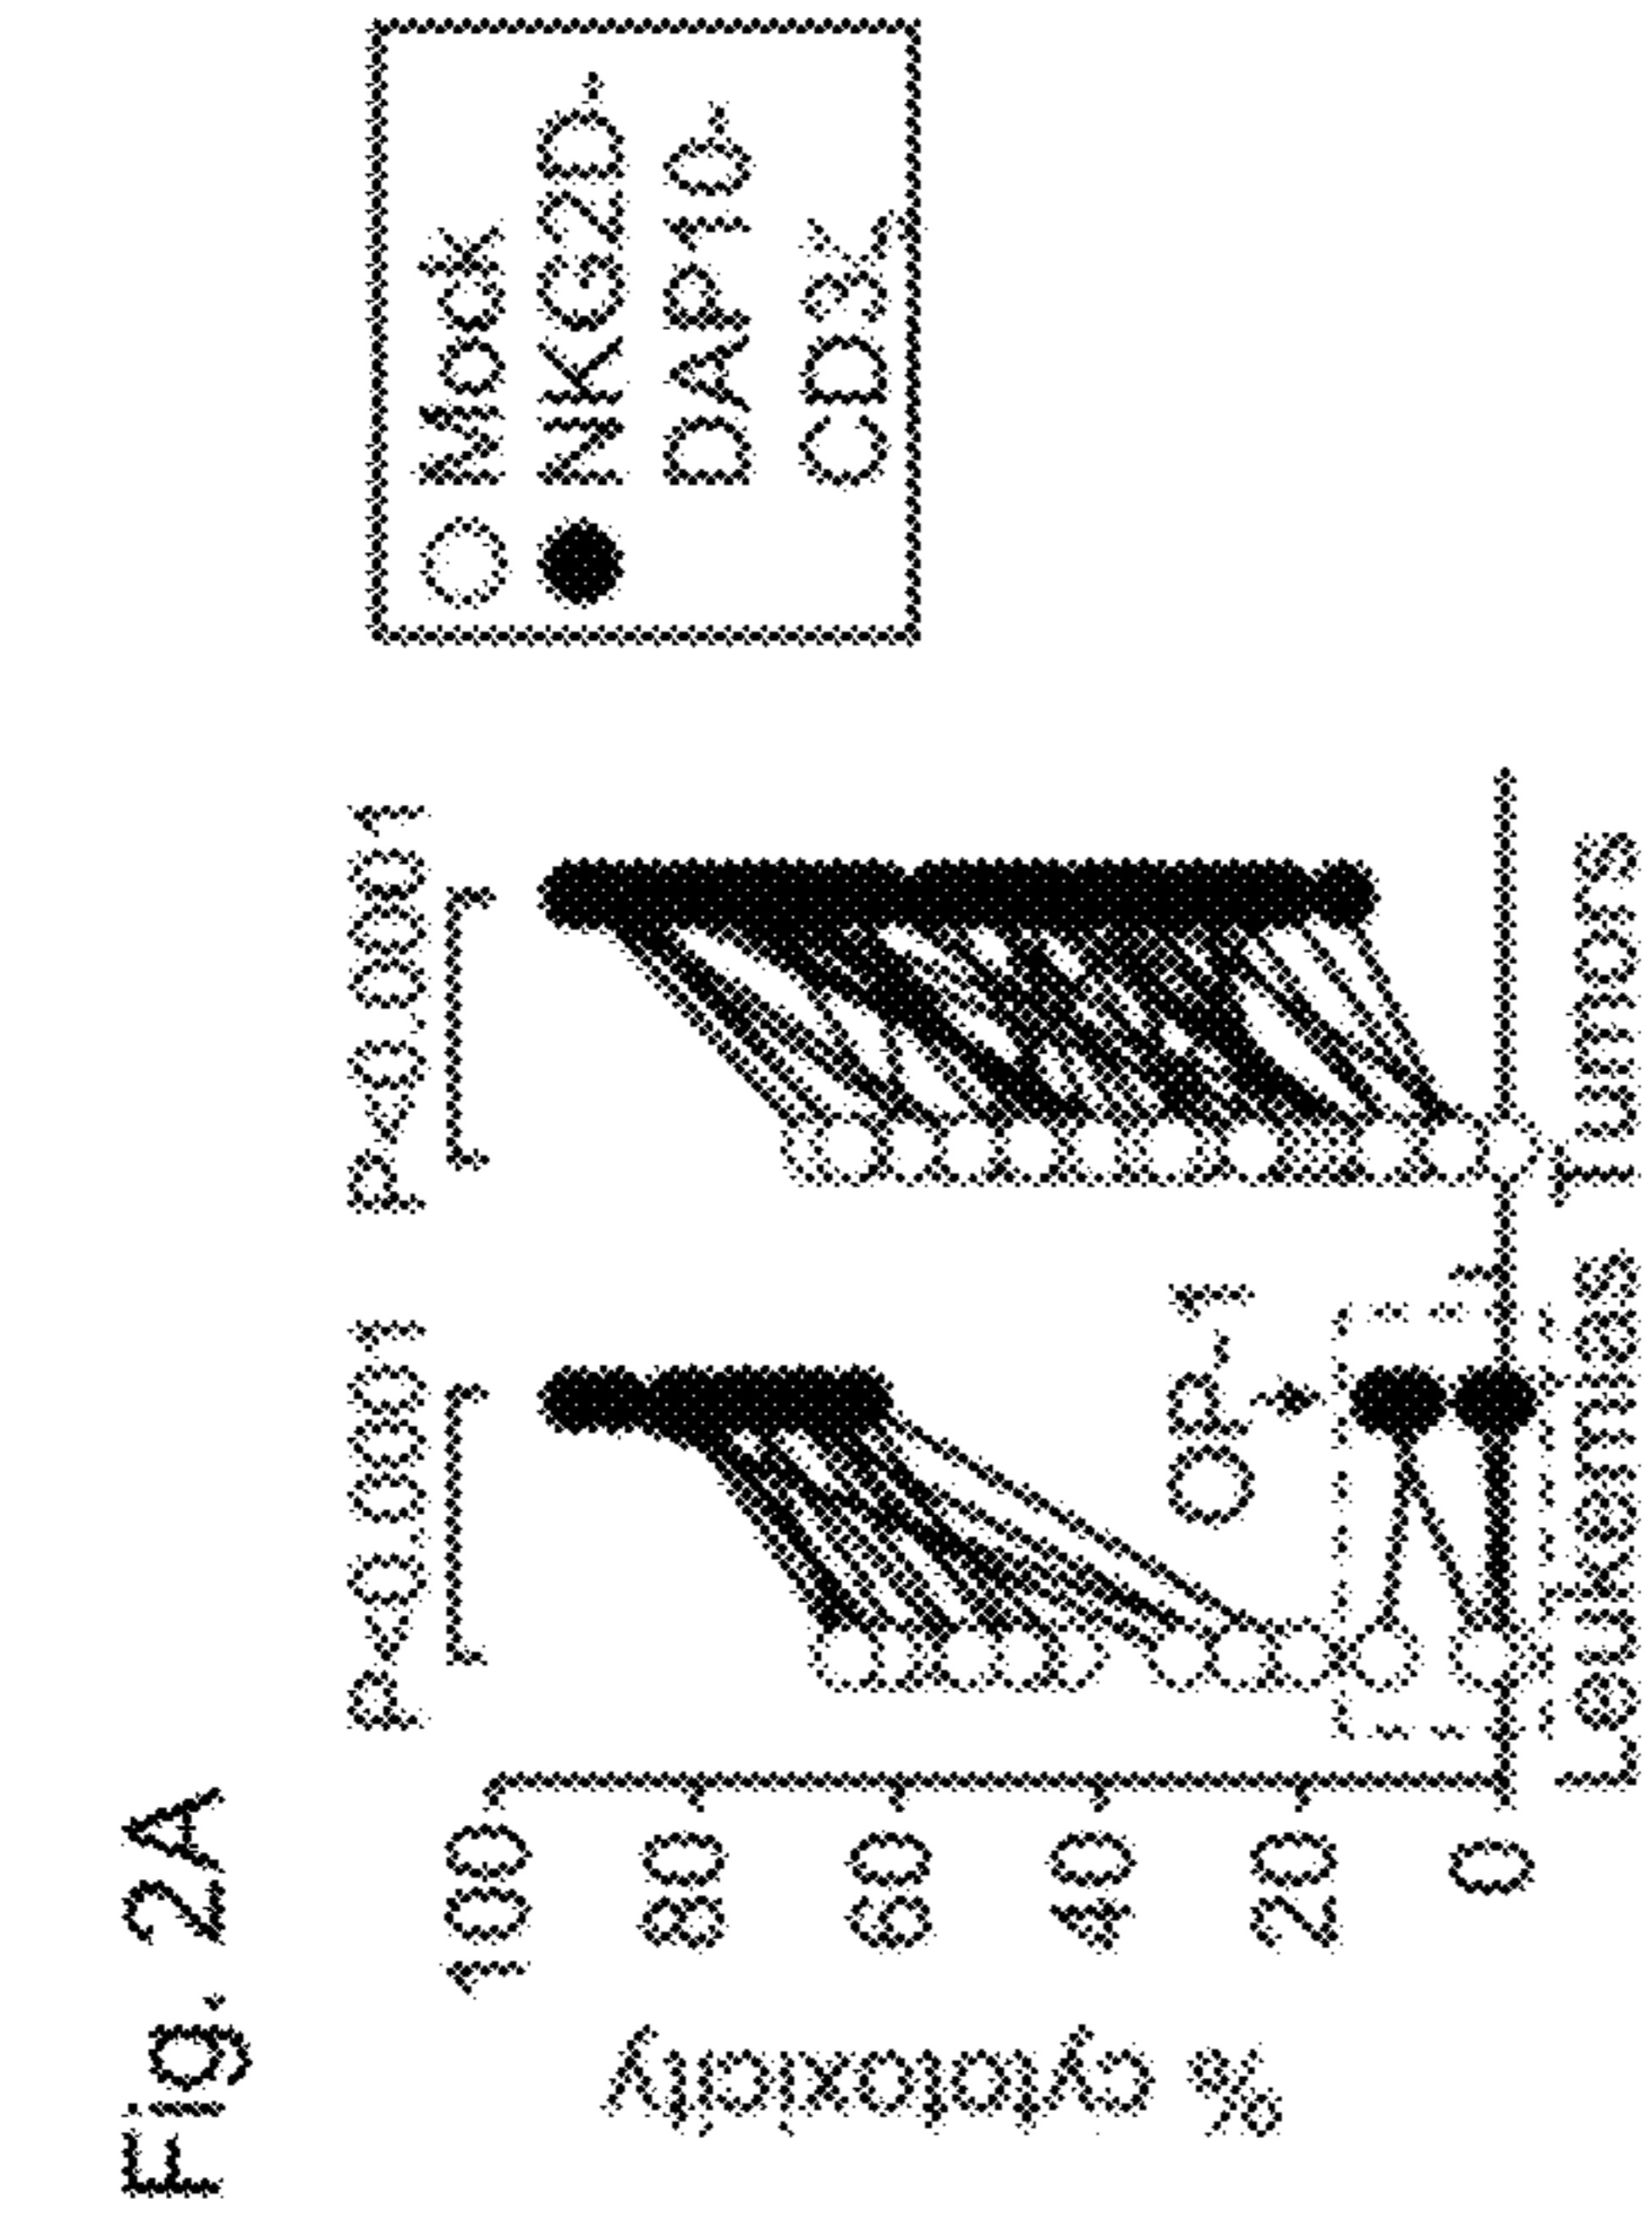 Fig. 2A
P<0.0001
P<0.0001
Mock
NKG2D-
DAP10-
CD3ζ
% cytotoxicity
100
80
60
40
20
0
OP-1
Leukemias
Tumors